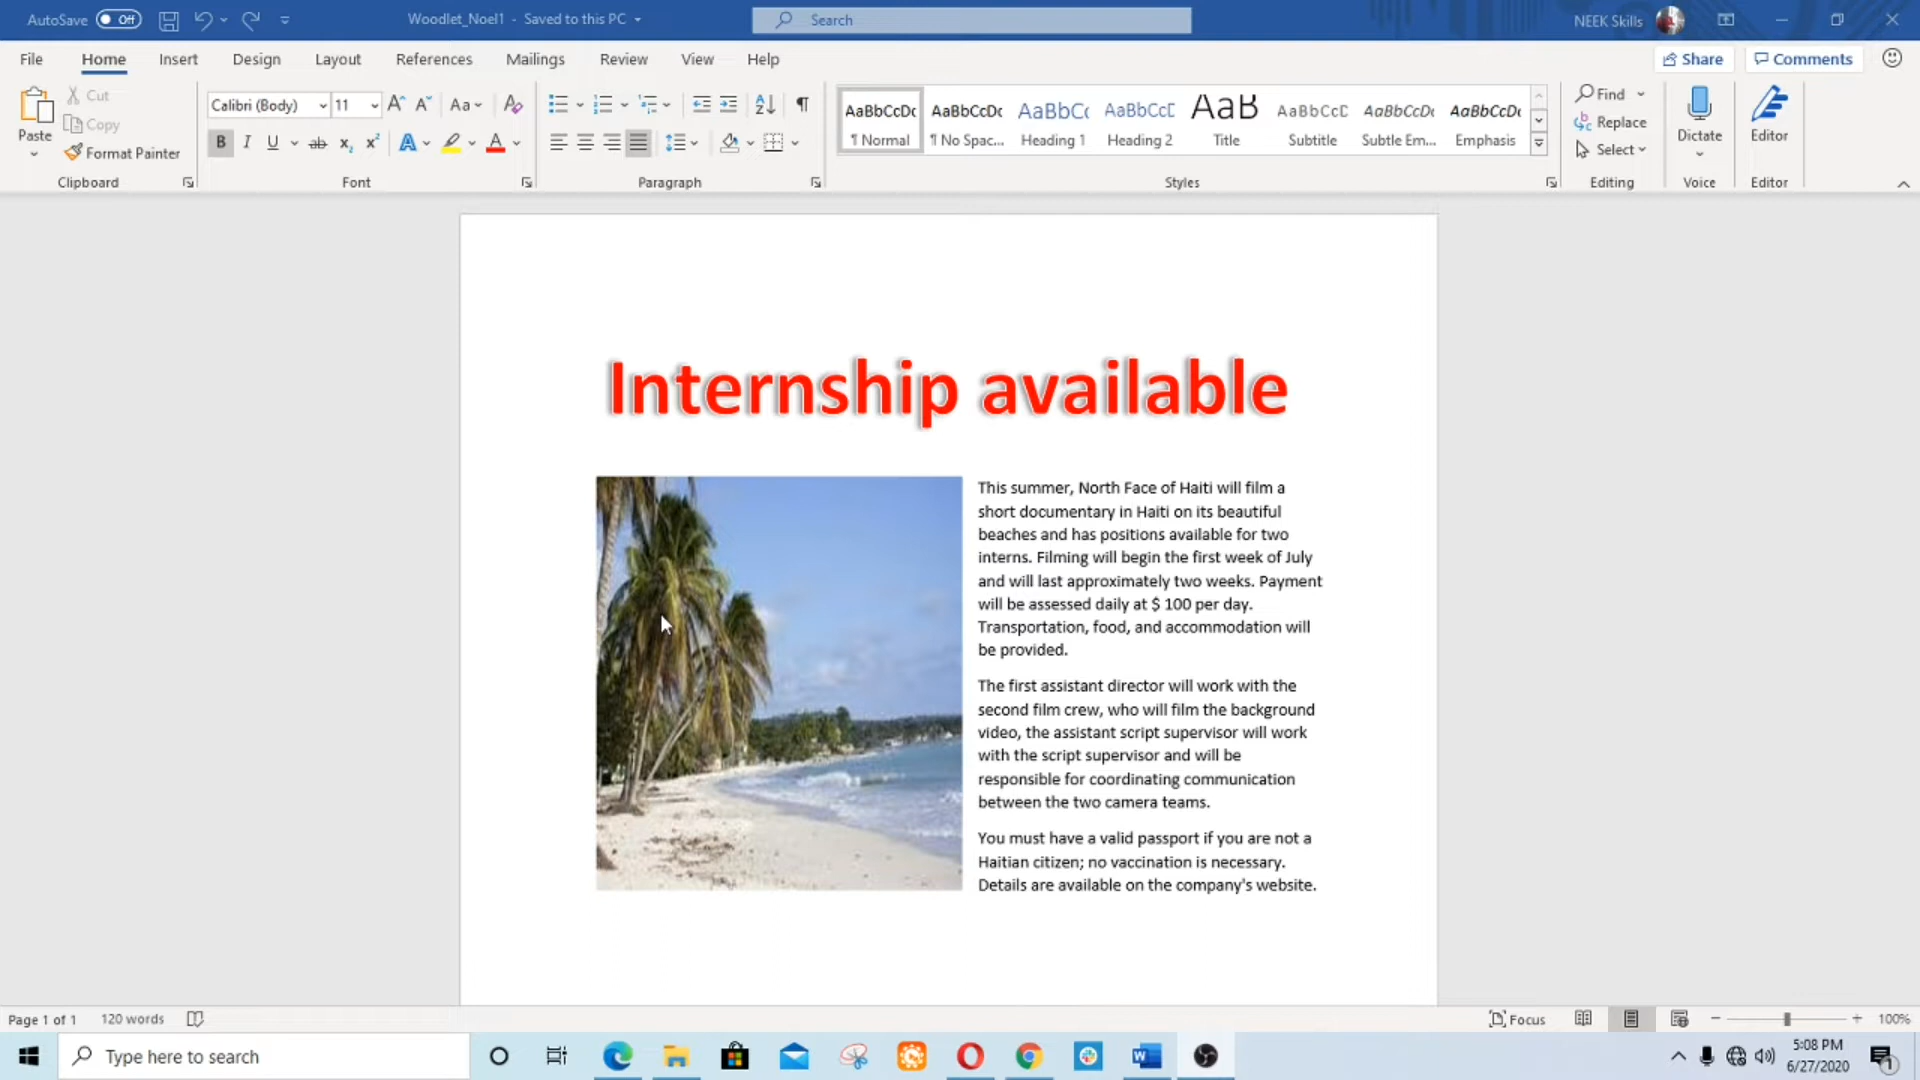 AutoSave Off Woodlet_Noel1 - Saved to this PC Search NEEK Skills
File Home Insert Design Layout References Mailings Review View Help Share Comments
Paste
Cut
Copy
Format Painter
Clipboard
Calibri (Body) 11 Aa
B I U ab x₂ x² A A
Font
Paragraph
AaBbCcDc AaBbCcDc AaBbCc AaBbCcD AaB AaBbCcD AaBbCcDc AaBbCcDc
¶ Normal ¶ No Spac... Heading 1 Heading 2 Title Subtitle Subtle Em... Emphasis
Styles
Find
Replace
Select
Editing
Dictate
Voice
Editor
Editor
Internship available
This summer, North Face of Haiti will film a
short documentary in Haiti on its beautiful
beaches and has positions available for two
interns. Filming will begin the first week of July
and will last approximately two weeks. Payment
will be assessed daily at $ 100 per day.
Transportation, food, and accommodation will
be provided.
The first assistant director will work with the
second film crew, who will film the background
video, the assistant script supervisor will work
with the script supervisor and will be
responsible for coordinating communication
between the two camera teams.
You must have a valid passport if you are not a
Haitian citizen; no vaccination is necessary.
Details are available on the company's website.
Page 1 of 1 120 words Focus 100%
Type here to search
5:08 PM
6/27/2020
1